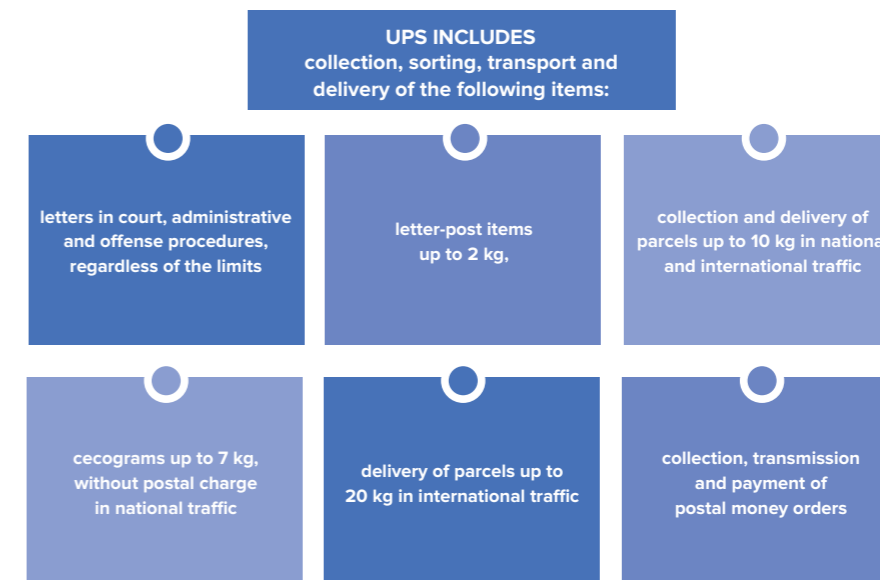 UPS INCLUDES
collection, sorting, transport and
delivery of the following items:
letters in court, administrative
and offense procedures,
regardless of the limits
letter-post items
up to 2 kg,
collection and delivery of
parcels up to 10 kg in nationa
and international traffic
cecograms up to 7 kg,
without postal charge
in national traffic
delivery of parcels up to
20 kg in international traffic
collection, transmission
and payment of
postal money orders